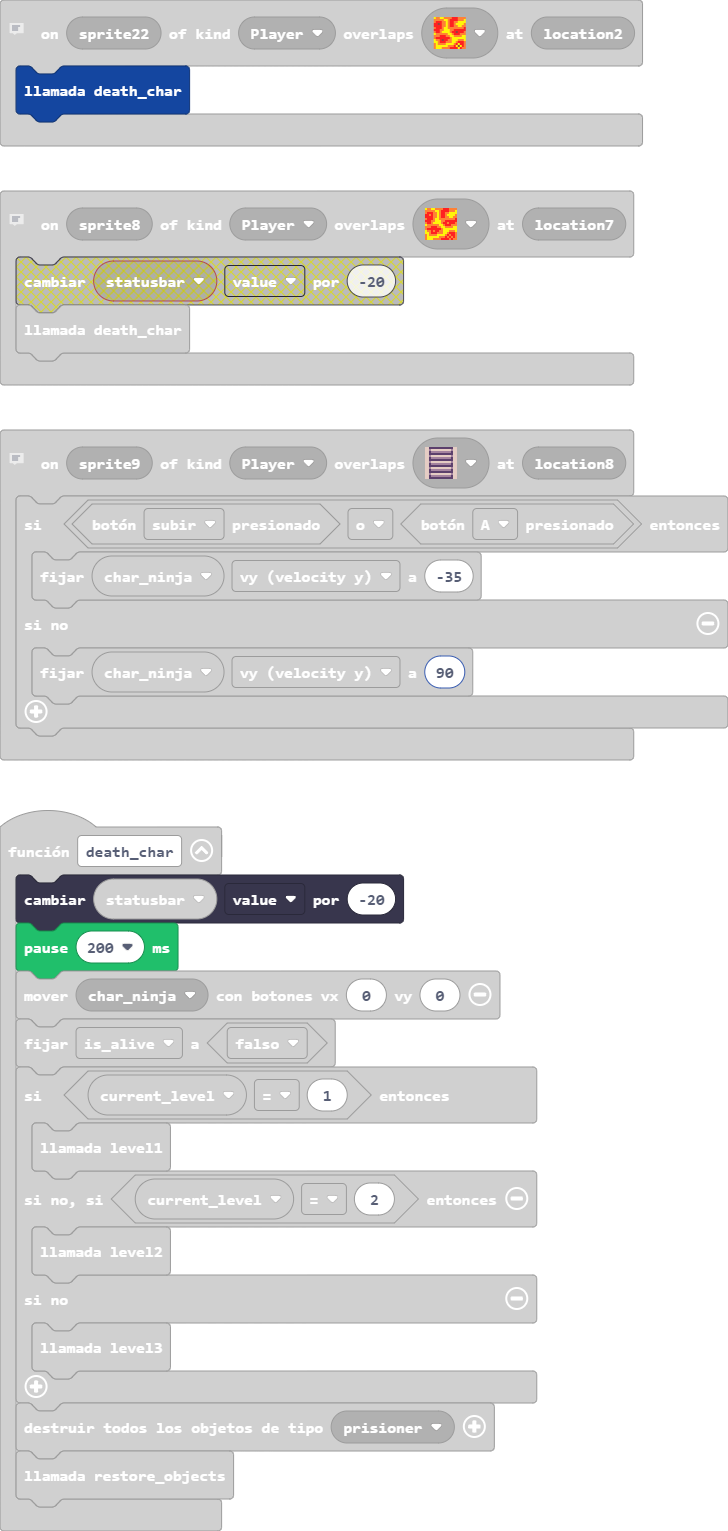 on sprite22 of kind Player overlaps at location2
llamada death_char
on sprite8 of kind Player overlaps at location7
cambiar statusbar value por -20
llamada death_char
on sprite9 of kind Player overlaps at location8
si botón subir presionado o botón A presionado entonces
fijar char_ninja vy (velocity y) a -35
si no
fijar char_ninja vy (velocity y) a 90
función death_char
cambiar statusbar value por -20
pause 200 ms
mover char_ninja con botones vx 0 vy 0
fijar is_alive a falso
si current_level = 1 entonces
llamada level1
si no, si current_level = 2 entonces
llamada level2
si no
llamada level3
destruir todos los objetos de tipo prisioner
llamada restore_objects